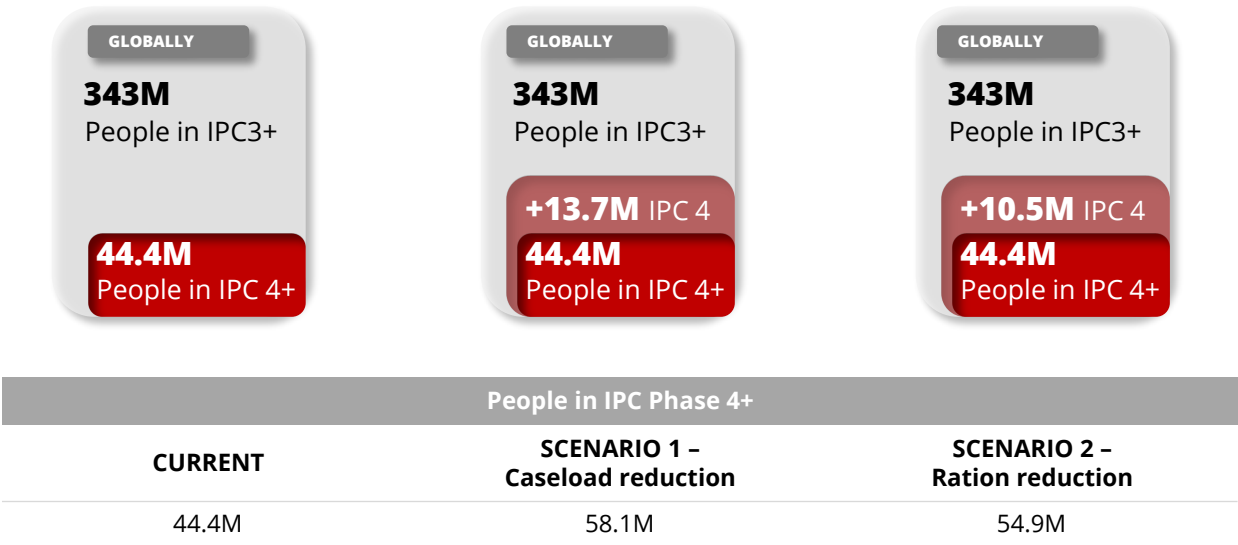 GLOBALLY
343M
People in IPC3+
44.4M
People in IPC 4+
GLOBALLY
343M
People in IPC3+
+13.7M IPC 4
44.4M
People in IPC 4+
GLOBALLY
343M
People in IPC3+
+10.5M IPC 4
44.4M
People in IPC 4+
People in IPC Phase 4+
CURRENT
SCENARIO 1 –
Caseload reduction
SCENARIO 2 –
Ration reduction
44.4M
58.1M
54.9M